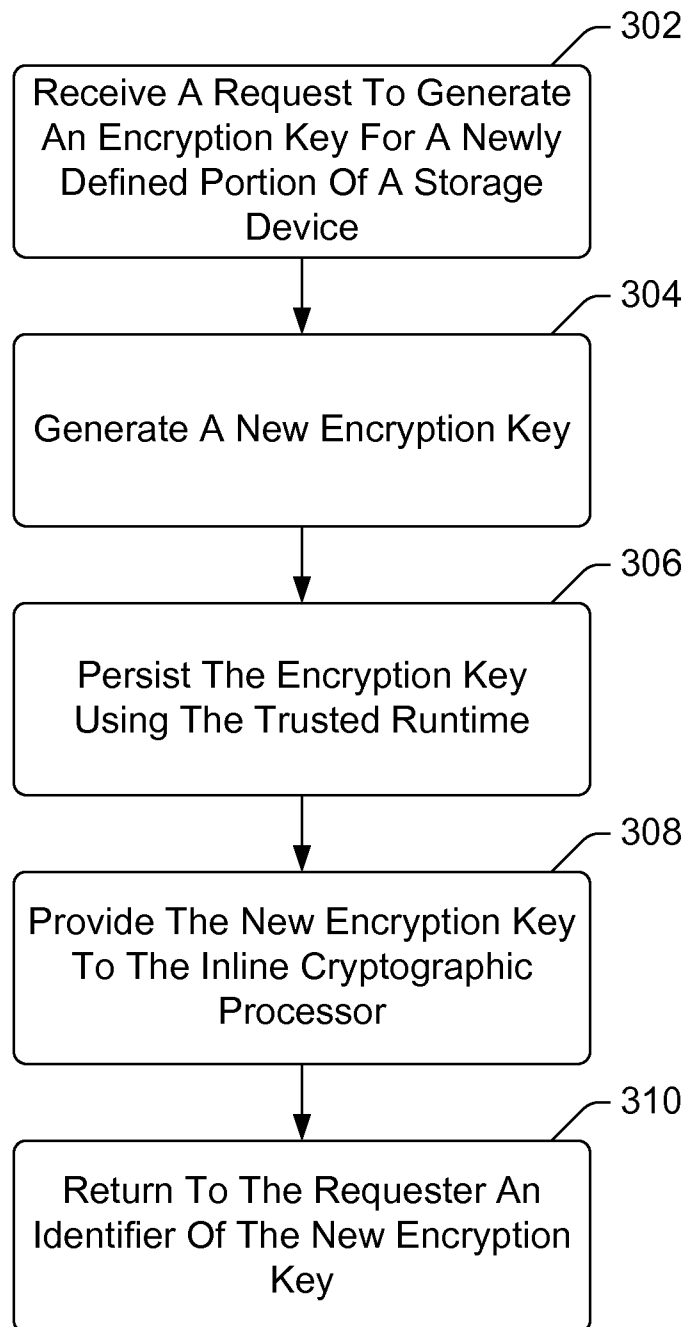 302
Receive A Request To Generate
An Encryption Key For A Newly
Defined Portion Of A Storage
Device
304
Generate A New Encryption Key
306
Persist The Encryption Key
Using The Trusted Runtime
308
Provide The New Encryption Key
To The Inline Cryptographic
Processor
310
Return To The Requester An
Identifier Of The New Encryption
Key